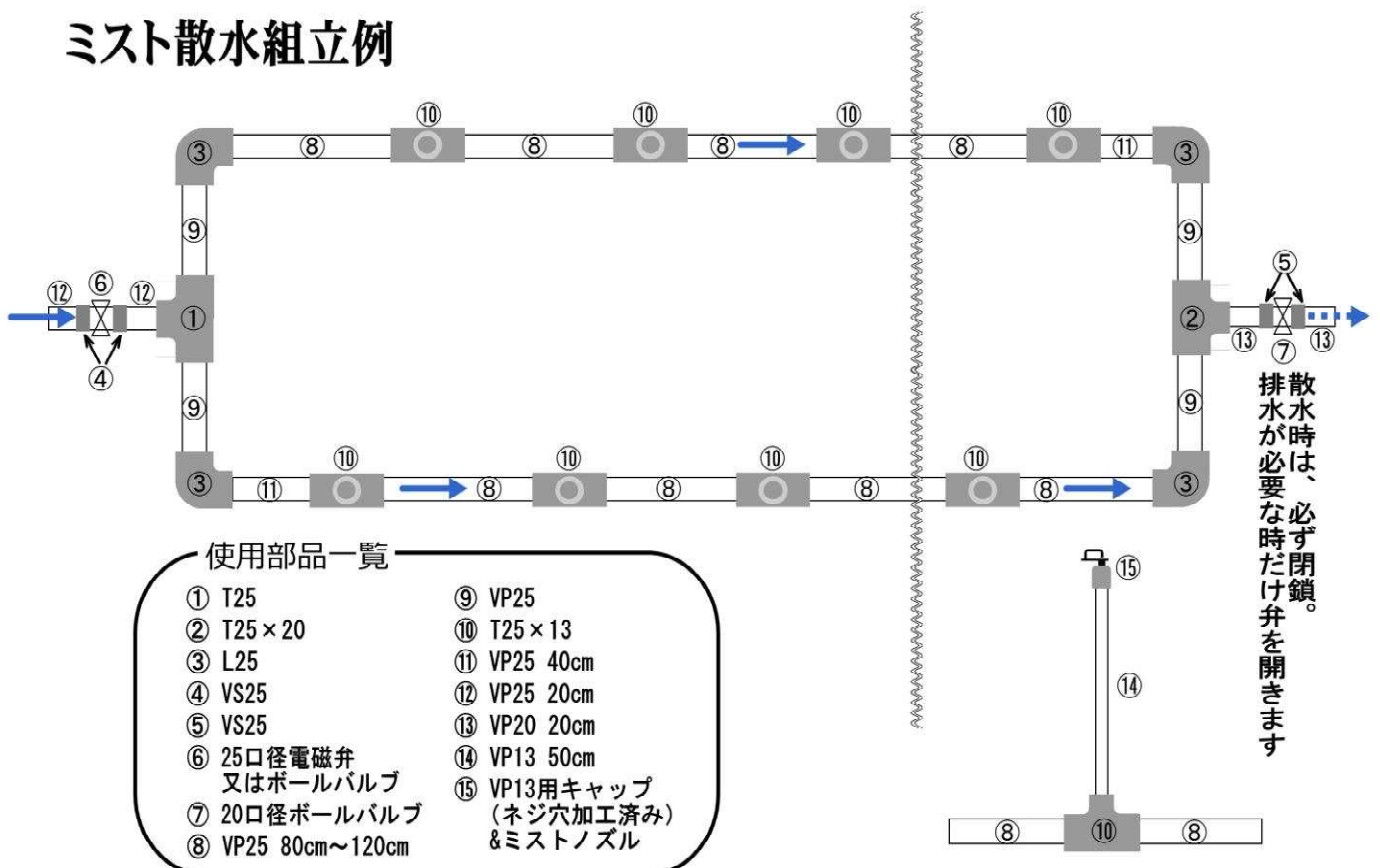 ミスト散水組立例
⑩ ⑩ ⑩ ⑩
③ ⑧ ⑧ ⑧ ⑧ ⑪ ③
⑨ ⑨
⑫ ⑥ ⑫ ⑤
① ②
④ ⑬ ⑦ ⑬
⑨ ⑨
⑩ ⑩ ⑩ ⑩
③ ⑪ ⑧ ⑧ ⑧ ⑧ ③
散水時は、必ず閉鎖。
排水が必要な時だけ弁を開きます
使用部品一覧
① T25
② T25×20
③ L25
④ VS25
⑤ VS25
⑥ 25口径電磁弁
又はボールバルブ
⑦ 20口径ボールバルブ
⑧ VP25 80cm～120cm
⑨ VP25
⑩ T25×13
⑪ VP25 40cm
⑫ VP25 20cm
⑬ VP20 20cm
⑭ VP13 50cm
⑮ VP13用キャップ
(ネジ穴加工済み)
&ミストノズル
⑮
⑭
⑧ ⑩ ⑧